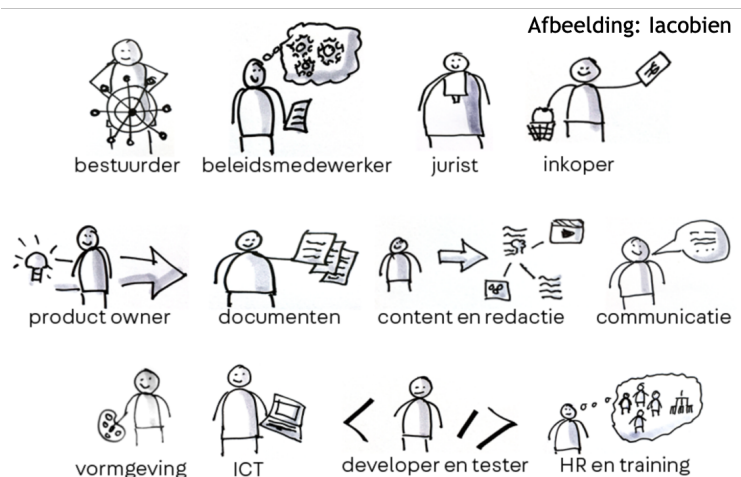 Afbeelding: Iacobien
bestuurder
beleidsmedewerker
jurist
inkoper
product owner
documenten
content en redactie
communicatie
vormgeving
ICT
developer en tester
HR en training